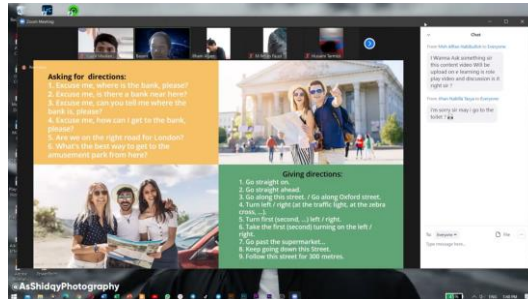 Zoom Meeting
Asking for directions:
1. Excuse me, where is the bank, please?
2. Excuse me, is there a bank near here?
3. Excuse me, can you tell me where the
bank is, please?
4. Excuse me, how can I get to the bank,
please?
5. Are we on the right road for London?
6. What's the best way to get to the
amusement park from here?
Giving directions:
1. Go straight on.
2. Go straight ahead.
3. Go along this street. / Go along Oxford street.
4. Turn left / right (at the traffic light, at the zebra
cross, ...).
5. Turn first (second, ...) left / right.
6. Take the first (second) turning on the left /
right.
7. Go past the supermarket...
8. Keep going down this Street.
9. Follow this street for 300 metres.
Chat
to Everyone
I Wanna Ask something sir
this content video Will be
upload on e learning is role
play video and discussion is it
right sir ?
to Everyone
I'm sorry sir may i go to the
toilet ?
To: Everyone
File
Type message here...
AsShidqyPhotography
ENG